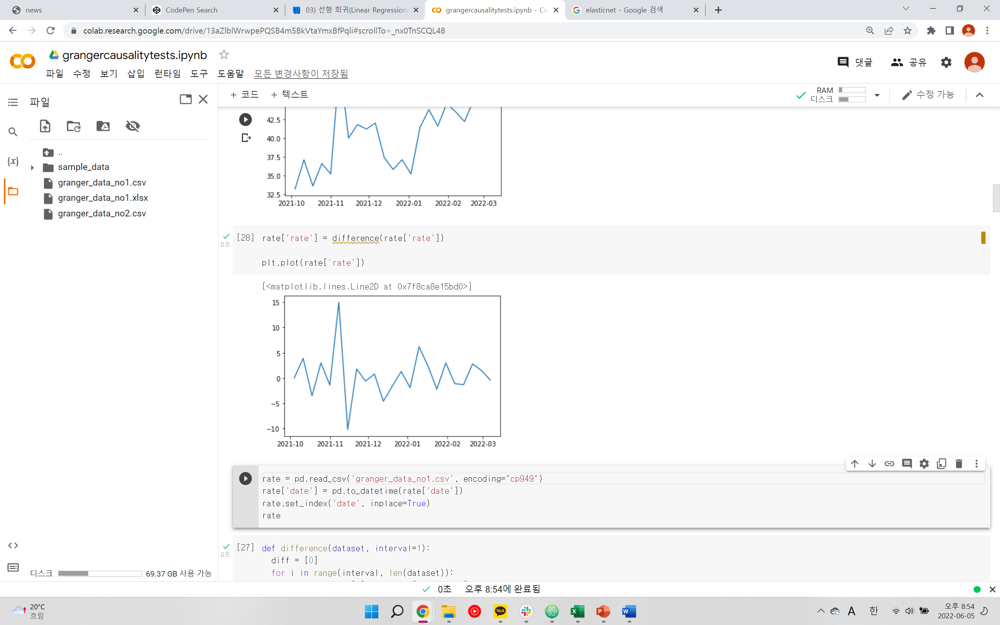 news
CodePen Search
03) 선형 회귀(Linear Regression)
grangercausalitytests.ipynb - Co
elasticnet - Google 검색
colab.research.google.com/drive/13aZlblWrwpePQSB4m5BkVtaYmxBfPqli#scrollTo=_nx0TnSCQL48
grangercausalitytests.ipynb
댓글
공유
파일 수정 보기 삽입 런타임 도구 도움말 모든 변경사항이 저장됨
파일
+ 코드 + 텍스트
RAM
디스크
수정 가능
{x}
..
sample_data
granger_data_no1.csv
granger_data_no1.xlsx
granger_data_no2.csv
42.5
40.0
37.5
35.0
32.5
2021-10 2021-11 2021-12 2022-01 2022-02 2022-03
[28] rate['rate'] = difference(rate['rate'])
0초
plt.plot(rate['rate'])
[<matplotlib.lines.Line2D at 0x7f8ca8e15bd0>]
15
10
5
0
−5
−10
2021-10 2021-11 2021-12 2022-01 2022-02 2022-03
rate = pd.read_csv('granger_data_no1.csv', encoding="cp949")
rate['date'] = pd.to_datetime(rate['date'])
rate.set_index('date', inplace=True)
rate
[27] def difference(dataset, interval=1):
0초
diff = [0]
for i in range(interval, len(dataset)):
디스크 69.37 GB 사용 가능
0초 오후 8:54에 완료됨
20°C
흐림
TALK
X
P
W
A
한
오후 8:54
2022-06-05